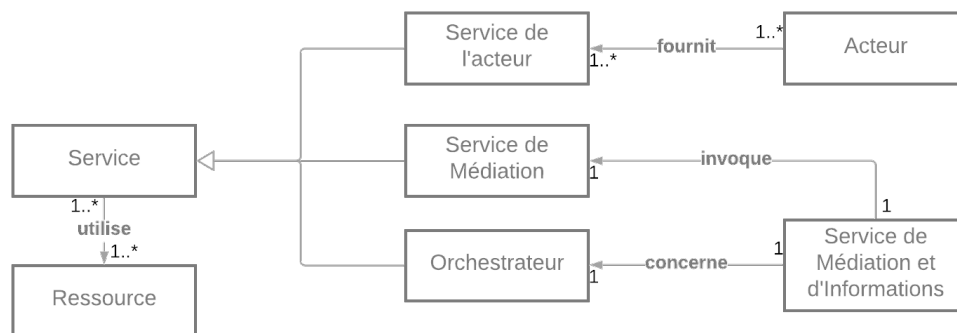 Service de
l'acteur
1..*
fournit
1..*
Acteur
Service
Service de
Médiation
1
invoque
1
1..*
utilise
1..*
Ressource
Orchestrateur
1
concerne
1
Service de
Médiation et
d'Informations